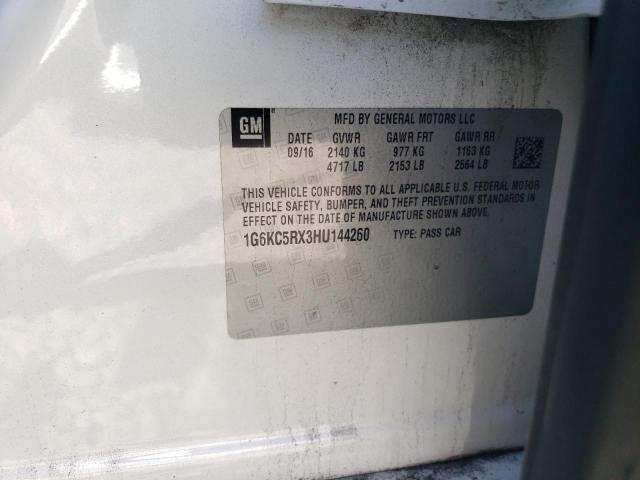 GM
MFD BY GENERAL MOTORS LLC
DATE GVWR GAWR FRT GAWR RR
09/16 2140 KG 977 KG 1163 KG
4717 LB 2153 LB 2564 LB
THIS VEHICLE CONFORMS TO ALL APPLICABLE U.S. FEDERAL MOTOR
VEHICLE SAFETY, BUMPER, AND THEFT PREVENTION STANDARDS IN
EFFECT ON THE DATE OF MANUFACTURE SHOWN ABOVE.
1G6KC5RX3HU144260 TYPE: PASS CAR